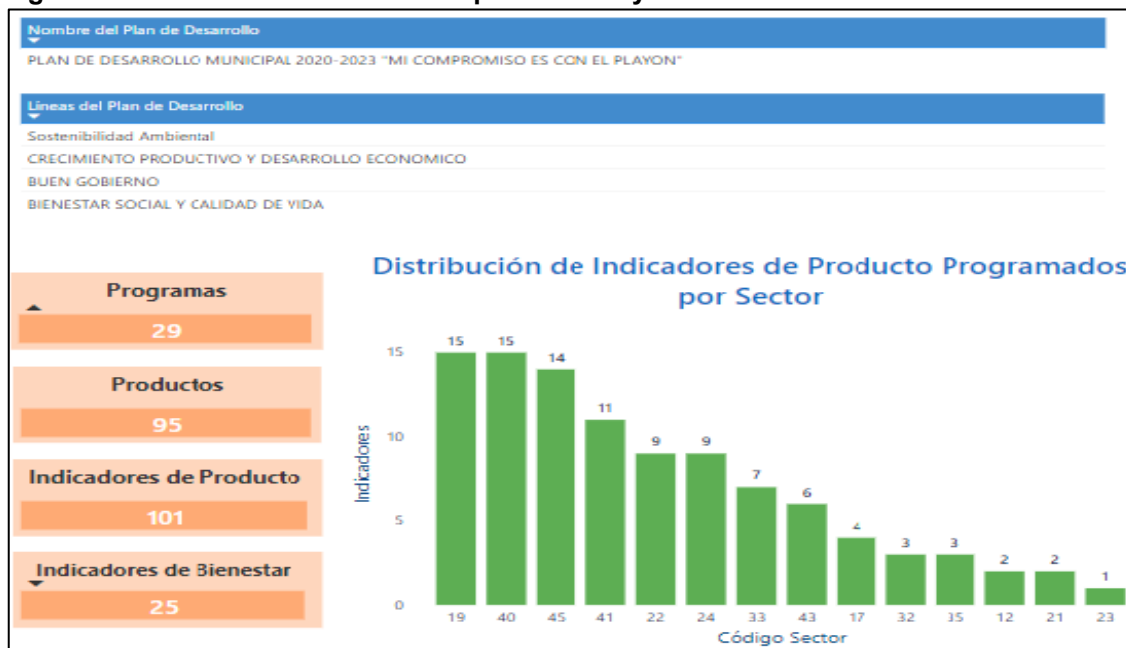 Nombre del Plan de Desarrollo
PLAN DE DESARROLLO MUNICIPAL 2020-2023 "MI COMPROMISO ES CON EL PLAYON"
Líneas del Plan de Desarrollo
Sostenibilidad Ambiental
CRECIMIENTO PRODUCTIVO Y DESARROLLO ECONOMICO
BUEN GOBIERNO
BIENESTAR SOCIAL Y CALIDAD DE VIDA
Programas
29
Productos
95
Indicadores de Producto
101
Indicadores de Bienestar
25
Distribución de Indicadores de Producto Programados
por Sector
Indicadores
15
10
5
0
15 15 14 11 9 9 7 6 4 3 3 2 2 1
19 40 45 41 22 24 33 43 17 32 35 12 21 23
Código Sector